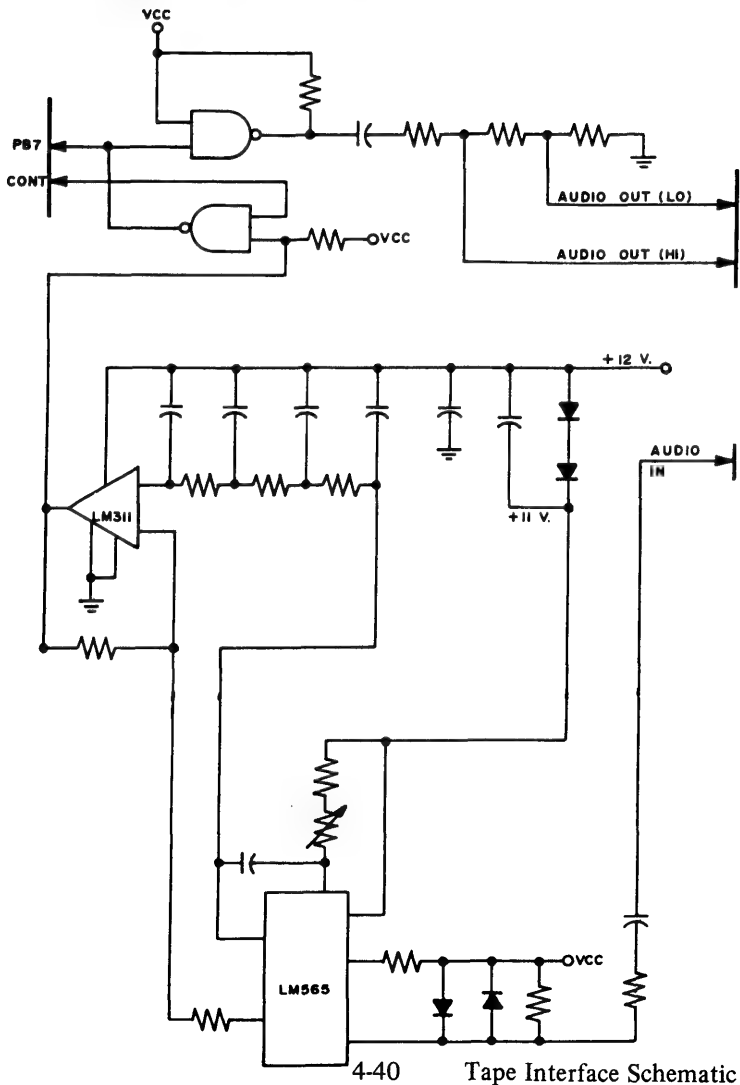 VCC
PB7
CONT
VCC
AUDIO OUT (LO)
AUDIO OUT (HI)
+12 V.
AUDIO
IN
LM311
+11 V.
LM565
VCC
4-40 Tape Interface Schematic